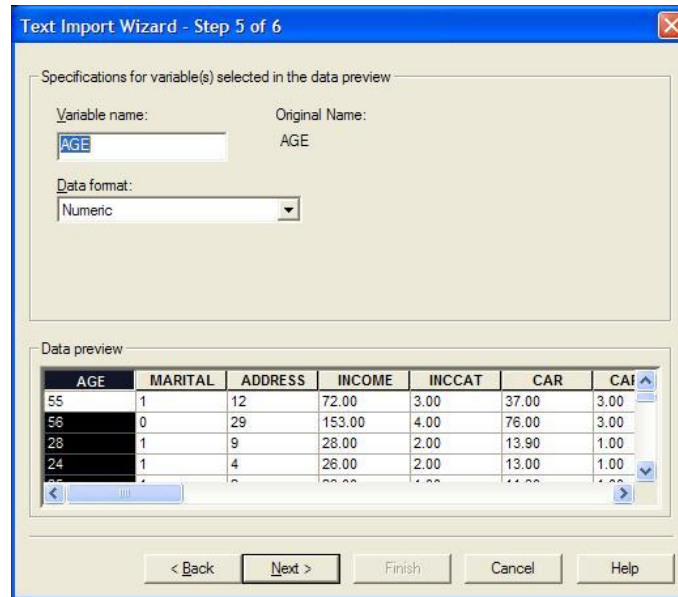 Text Import Wizard - Step 5 of 6
Specifications for variable(s) selected in the data preview
Variable name: Original Name:
AGE AGE
Data format:
Numeric
Data preview
AGE MARITAL ADDRESS INCOME INCCAT CAR
55 1 12 72.00 3.00 37.00 3.00
56 0 29 153.00 4.00 76.00 3.00
28 1 9 28.00 2.00 13.90 1.00
24 1 4 26.00 2.00 13.00 1.00
< Back Next > Finish Cancel Help